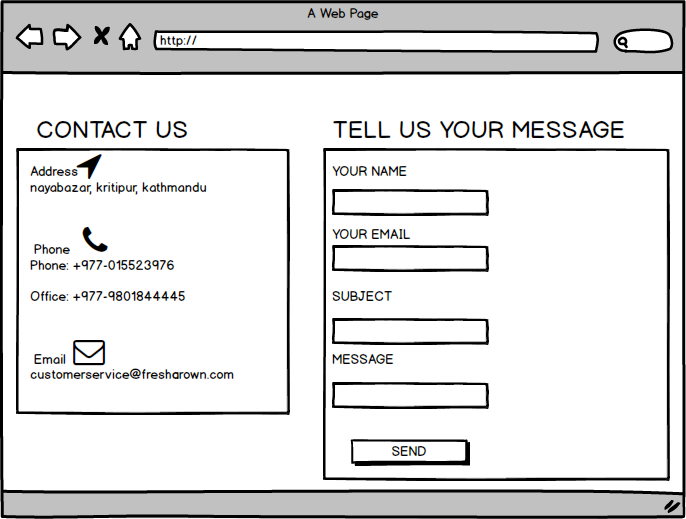 A Web Page
http://
CONTACT US
Address
nayabazar, kritipur, kathmandu
Phone
Phone: +977-015523976
Office: +977-9801844445
Email
customerservice@fresharown.com
TELL US YOUR MESSAGE
YOUR NAME
YOUR EMAIL
SUBJECT
MESSAGE
SEND